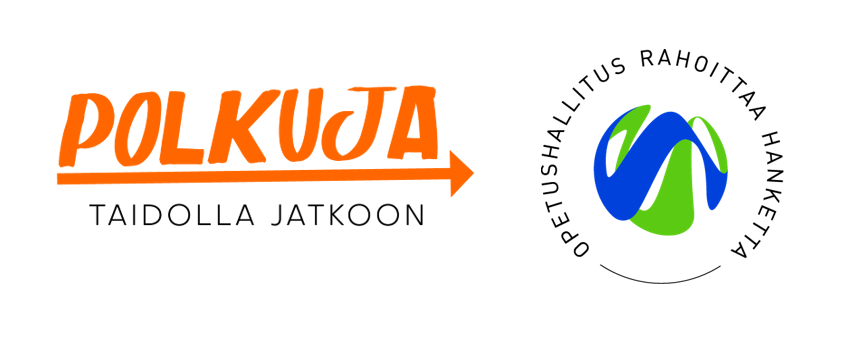 POLKUJA
TAIDOLLA JATKOON
OPETUSHALLITUS RAHOITTAA HANKETTA